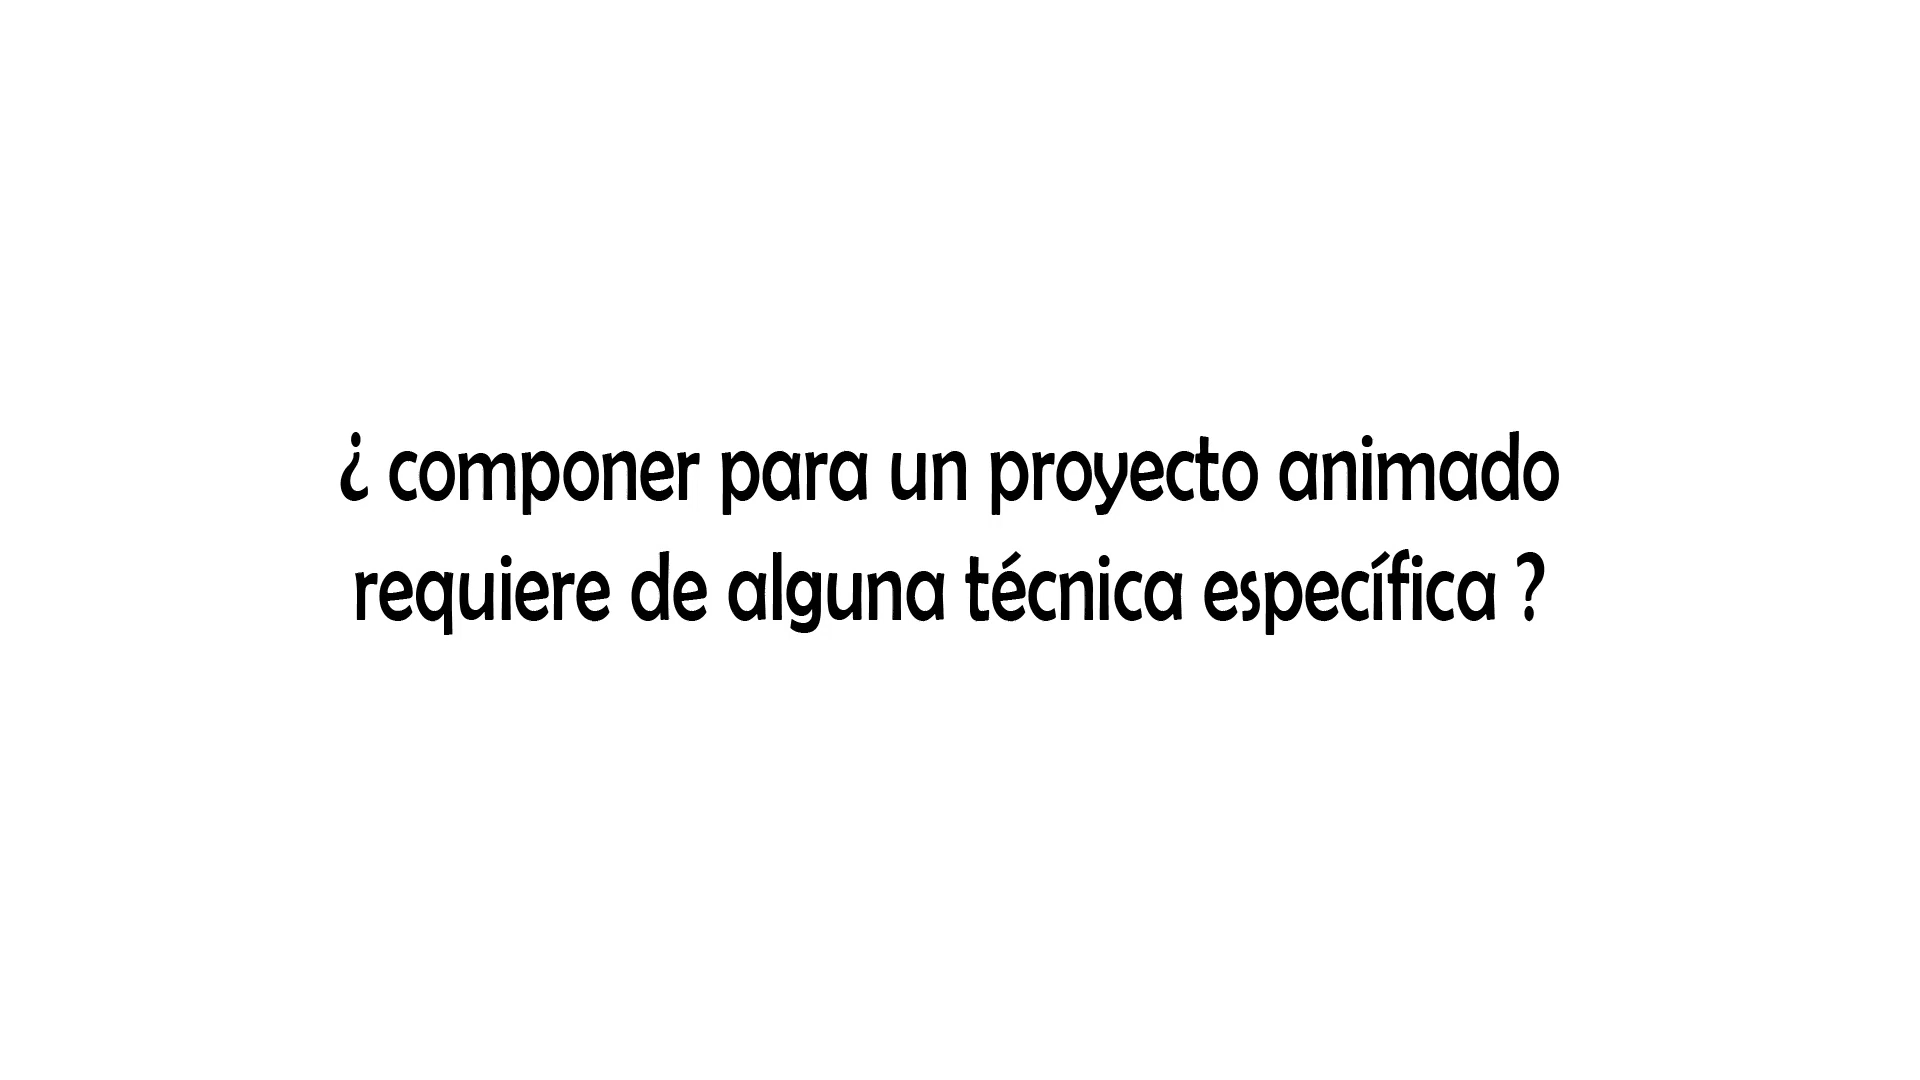 ¿ componer para un proyecto animado
requiere de alguna técnica específica ?